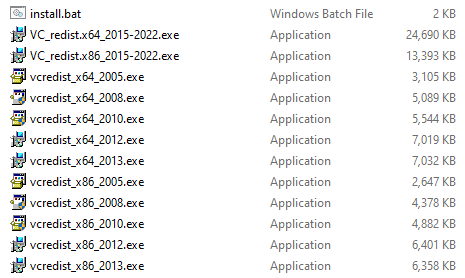 install.bat Windows Batch File 2 KB
VC_redist.x64_2015-2022.exe Application 24,690 KB
VC_redist.x86_2015-2022.exe Application 13,393 KB
vcredist_x64_2005.exe Application 3,105 KB
vcredist_x64_2008.exe Application 5,089 KB
vcredist_x64_2010.exe Application 5,544 KB
vcredist_x64_2012.exe Application 7,019 KB
vcredist_x64_2013.exe Application 7,032 KB
vcredist_x86_2005.exe Application 2,647 KB
vcredist_x86_2008.exe Application 4,378 KB
vcredist_x86_2010.exe Application 4,882 KB
vcredist_x86_2012.exe Application 6,401 KB
vcredist_x86_2013.exe Application 6,358 KB